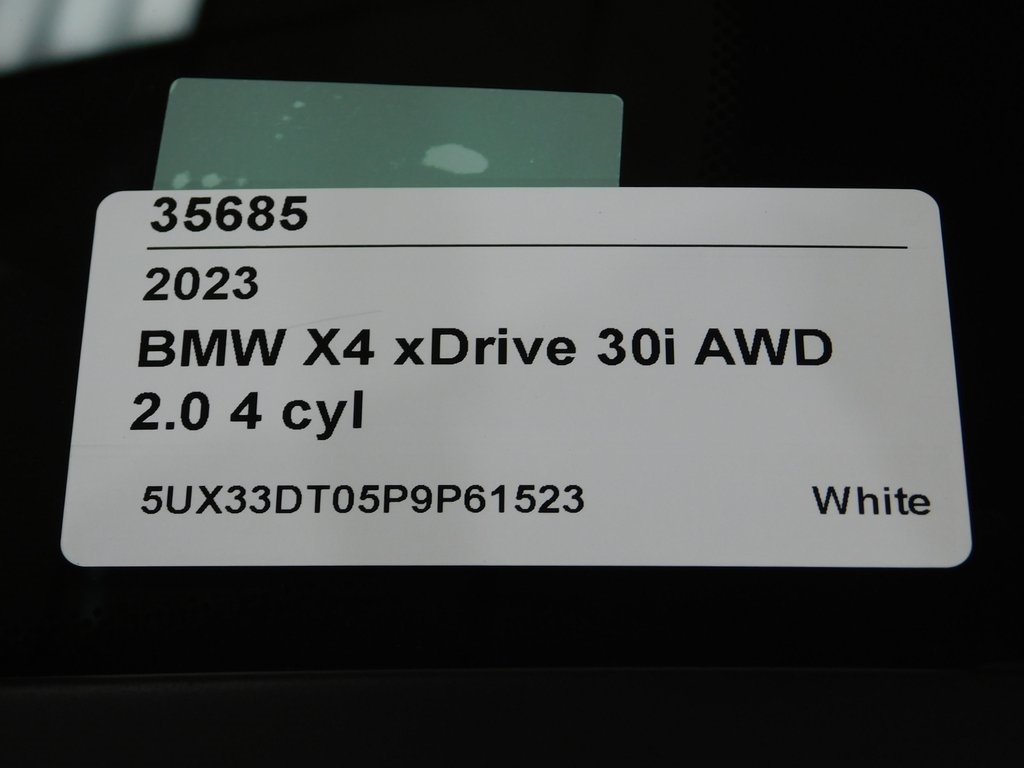 35685
2023
BMW X4 xDrive 30i AWD
2.0 4 cyl
5UX33DT05P9P61523 White